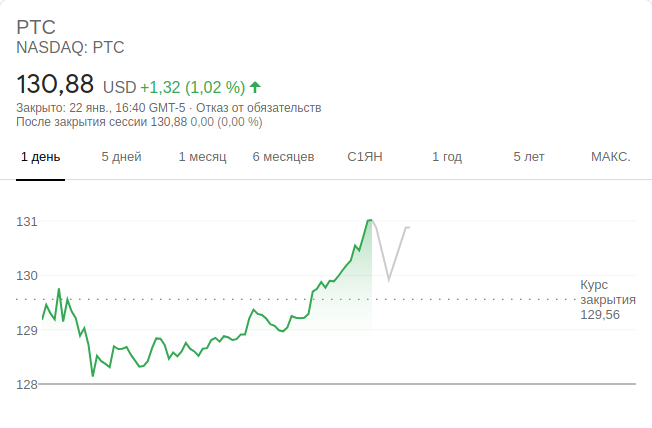 PTC
NASDAQ: PTC
130,88 USD +1,32 (1,02 %)
Закрыто: 22 янв., 16:40 GMT-5 · Отказ от обязательств
После закрытия сессии 130,88 0,00 (0,00 %)
1 день 5 дней 1 месяц 6 месяцев С1ЯН 1 год 5 лет МАКС.
131
130
Курс
закрытия
129,56
129
128